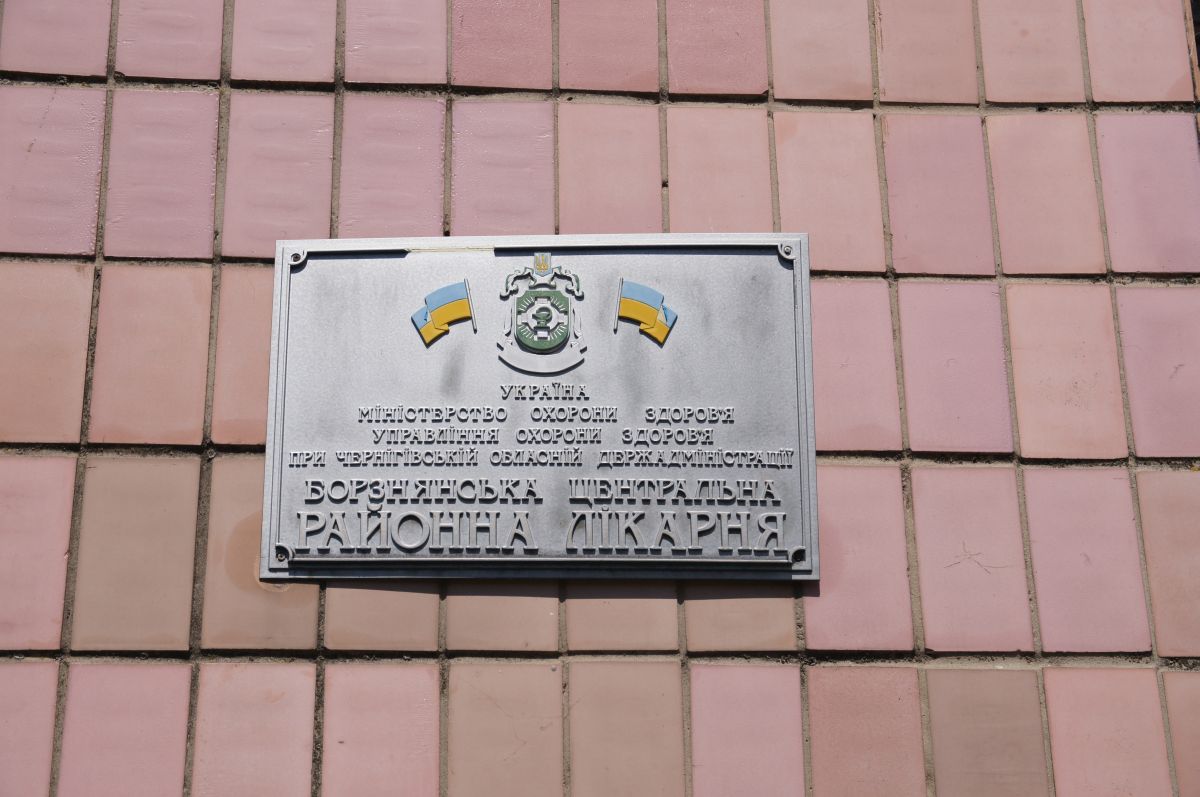 УКРАЇНА
МІНІСТЕРСТВО ОХОРОНИ ЗДОРОВ'Я
УПРАВЛІННЯ ОХОРОНИ ЗДОРОВ'Я
ПРИ ЧЕРНІГІВСЬКІЙ ОБЛАСНІЙ ДЕРЖАДМІНІСТРАЦІЇ
БОРЗНЯНСЬКА ЦЕНТРАЛЬНА
РАЙОННА ЛІКАРНЯ